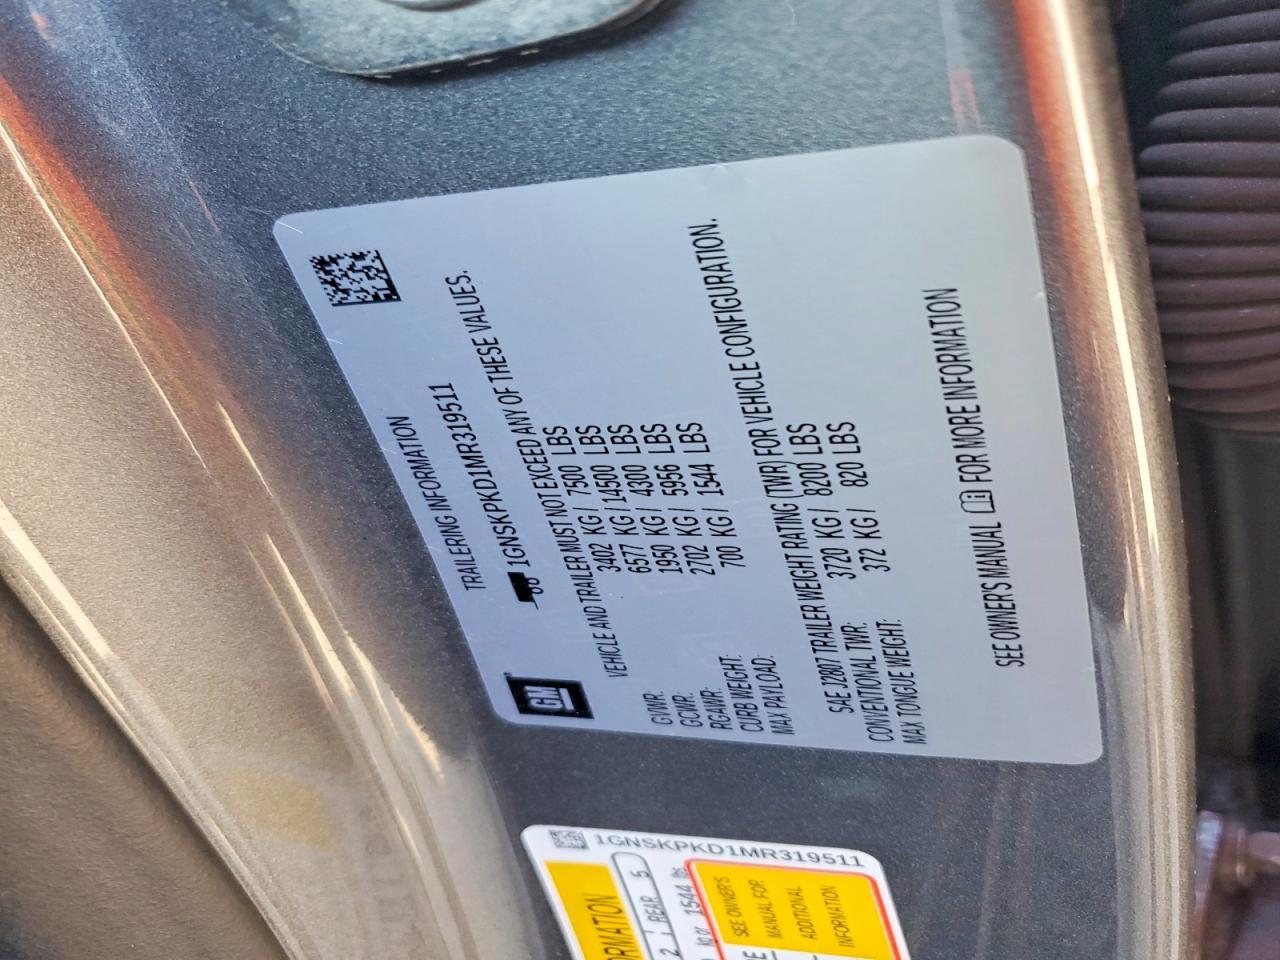 TRAILERING INFORMATION
GM
1GNSKPKD1MR319511
VEHICLE AND TRAILER MUST NOT EXCEED ANY OF THESE VALUES.
GVWR: 3402 KG / 7500 LBS
GCWR: 6577 KG / 14500 LBS
RGAWR: 1950 KG / 4300 LBS
CURB WEIGHT: 2702 KG / 5956 LBS
MAX PAYLOAD: 700 KG / 1544 LBS
SAE J2807 TRAILER WEIGHT RATING (TWR) FOR VEHICLE CONFIGURATION.
CONVENTIONAL TWR: 3720 KG / 8200 LBS
MAX TONGUE WEIGHT: 372 KG / 820 LBS
SEE OWNER'S MANUAL FOR MORE INFORMATION
1GNSKPKD1MR319511
2 REAR 5
kg or 1544 lbs
SEE OWNER'S
MANUAL FOR
ADDITIONAL
INFORMATION